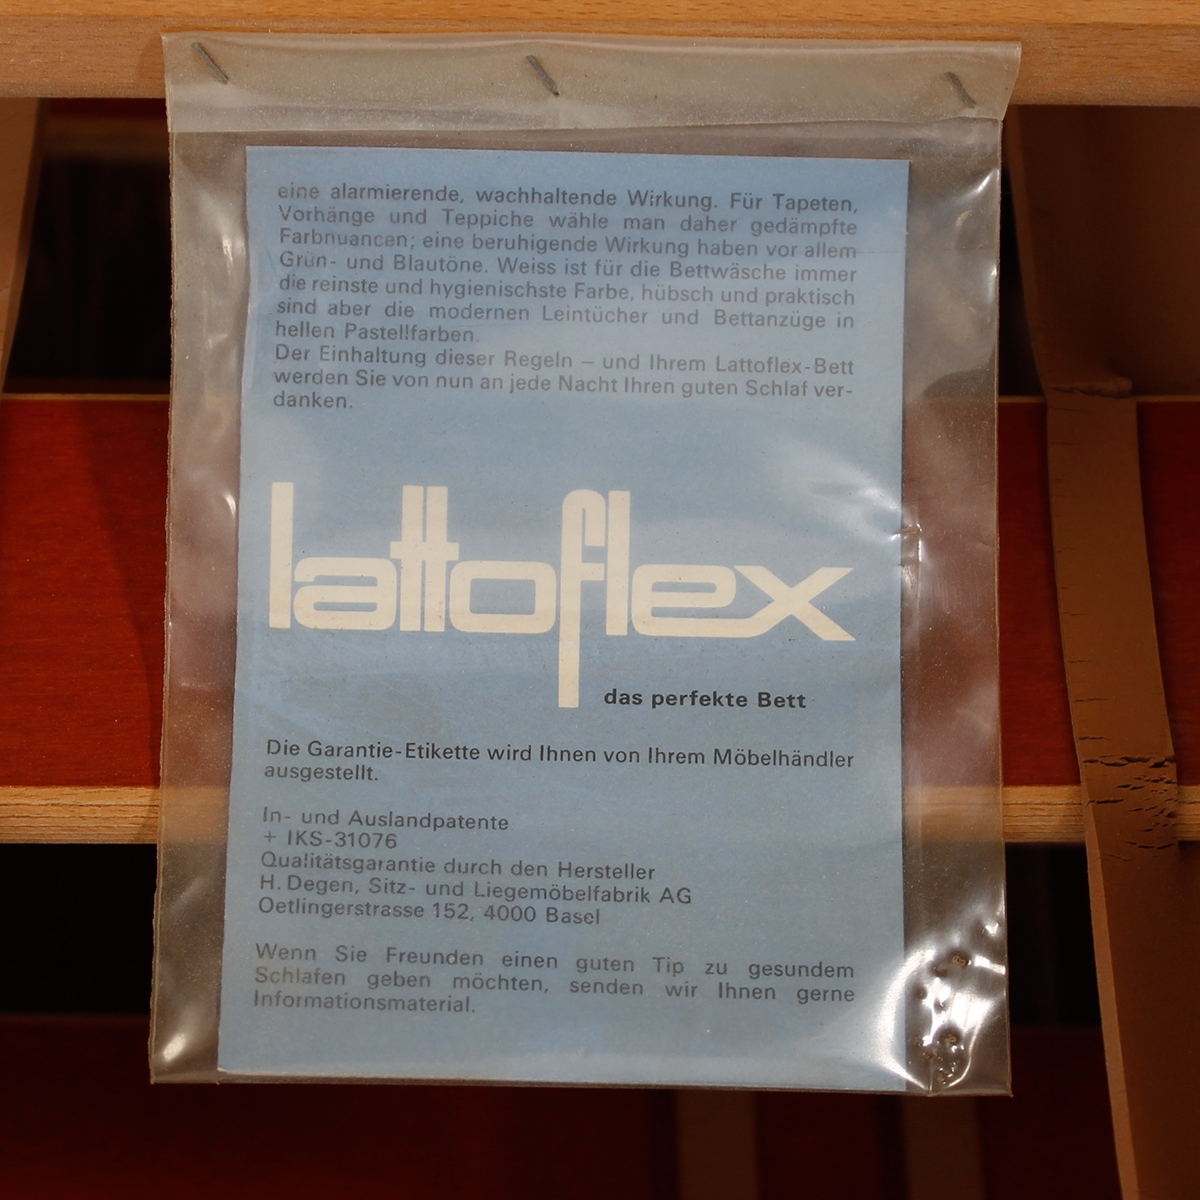 eine alarmierende, wachhaltende Wirkung. Für Tapeten,
Vorhänge und Teppiche wähle man daher gedämpfte
Farbnuancen; eine beruhigende Wirkung haben vor allem
Grün- und Blautöne. Weiss ist für die Bettwäsche immer
die reinste und hygienischste Farbe, hübsch und praktisch
sind aber die modernen Leintücher und Bettanzüge in
hellen Pastellfarben.
Der Einhaltung dieser Regeln – und Ihrem Lattoflex-Bett
werden Sie von nun an jede Nacht Ihren guten Schlaf ver-
danken.
lattoflex
das perfekte Bett
Die Garantie-Etikette wird Ihnen von Ihrem Möbelhändler
ausgestellt.
In- und Auslandpatente
+ IKS-31076
Qualitätsgarantie durch den Hersteller
H. Degen, Sitz- und Liegemöbelfabrik AG
Oetlingerstrasse 152, 4000 Basel
Wenn Sie Freunden einen guten Tip zu gesundem
Schlafen geben möchten, senden wir Ihnen gerne
Informationsmaterial.